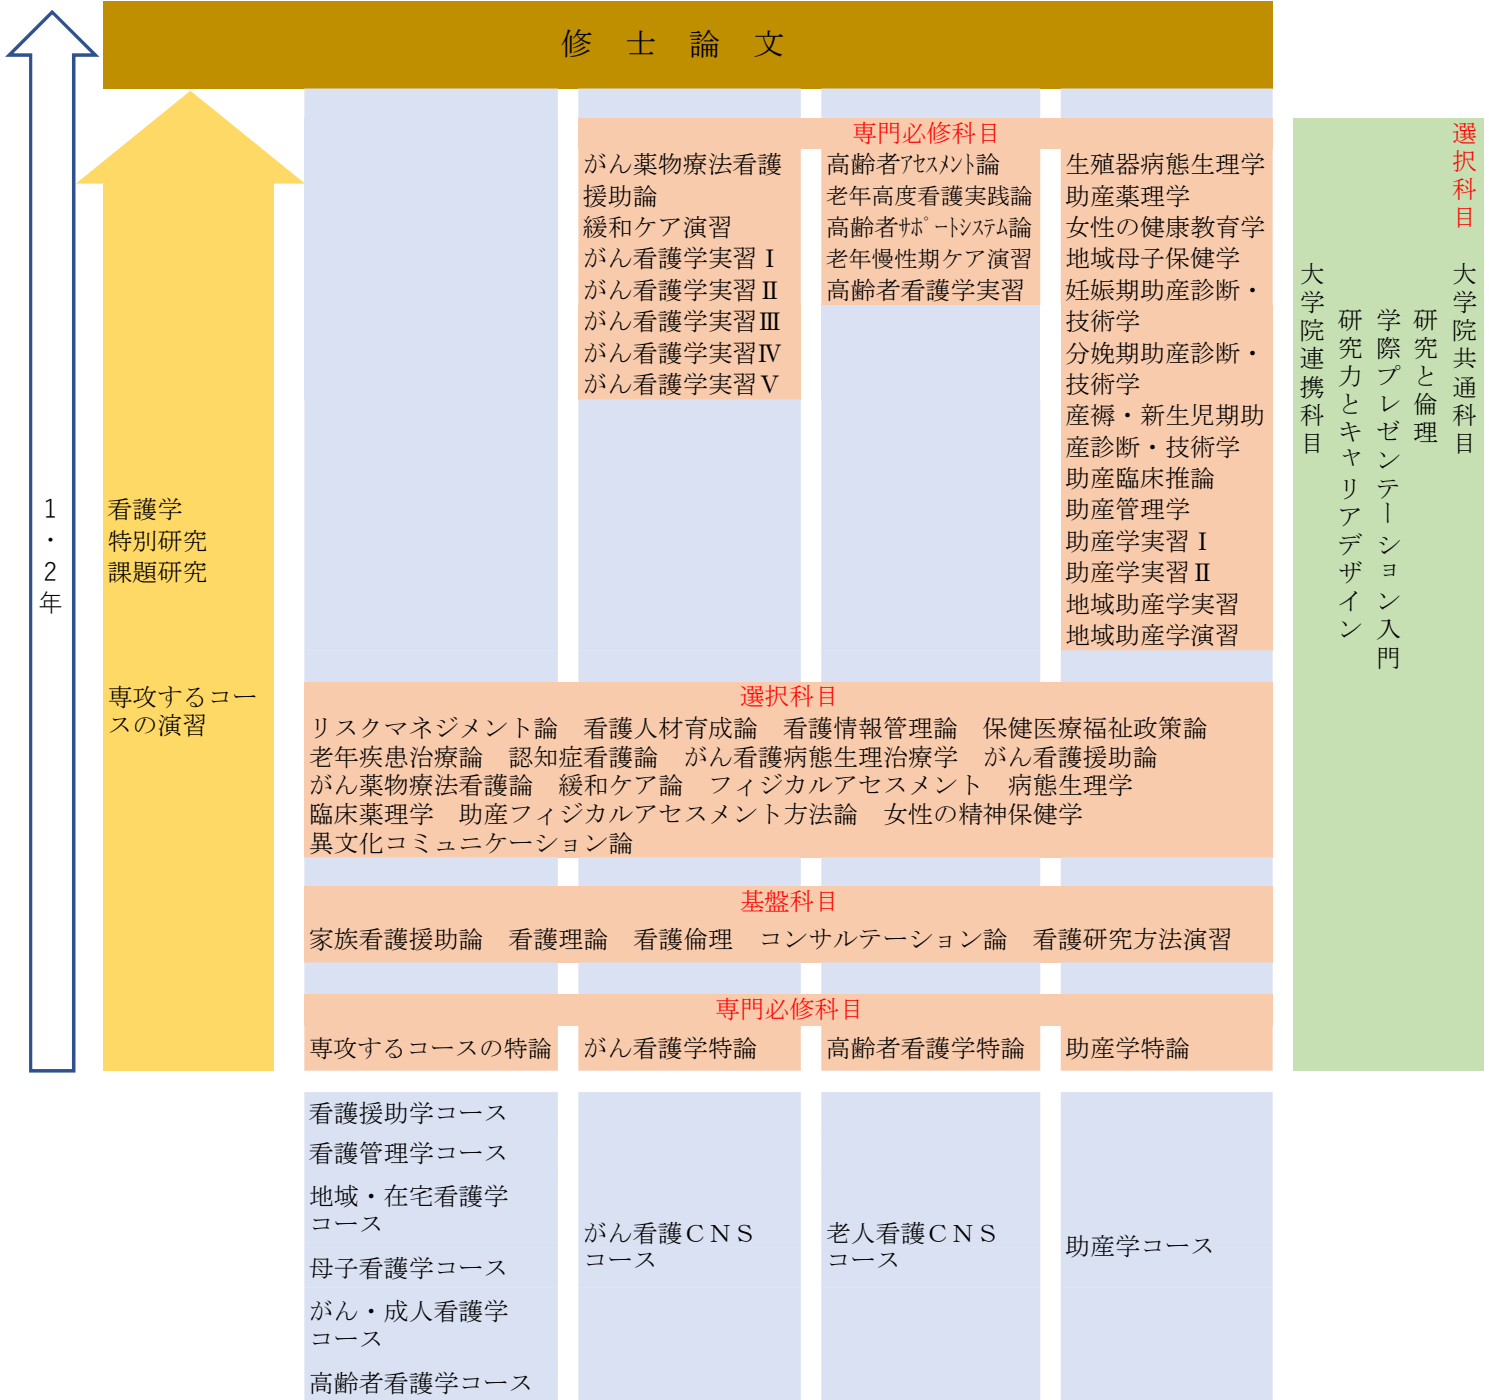 修士論文
1・2年
看護学
特別研究
課題研究
専攻するコー
スの演習
専門必修科目
がん薬物療法看護
援助論
緩和ケア演習
がん看護学実習Ⅰ
がん看護学実習Ⅱ
がん看護学実習Ⅲ
がん看護学実習Ⅳ
がん看護学実習Ⅴ
高齢者ｱｾｽﾒﾝﾄ論
老年高度看護実践論
高齢者ｻﾎﾟｰﾄｼｽﾃﾑ論
老年慢性期ケア演習
高齢者看護学実習
生殖器病態生理学
助産薬理学
女性の健康教育学
地域母子保健学
妊娠期助産診断・
技術学
分娩期助産診断・
技術学
産褥・新生児期助
産診断・技術学
助産臨床推論
助産管理学
助産学実習Ⅰ
助産学実習Ⅱ
地域助産学実習
地域助産学演習
選択科目
リスクマネジメント論　看護人材育成論　看護情報管理論　保健医療福祉政策論
老年疾患治療論　認知症看護論　がん看護病態生理治療学　がん看護援助論
がん薬物療法看護論　緩和ケア論　フィジカルアセスメント　病態生理学
臨床薬理学　助産フィジカルアセスメント方法論　女性の精神保健学
異文化コミュニケーション論
基盤科目
家族看護援助論　看護理論　看護倫理　コンサルテーション論　看護研究方法演習
専門必修科目
専攻するコースの特論
がん看護学特論
高齢者看護学特論
助産学特論
看護援助学コース
看護管理学コース
地域・在宅看護学
コース
母子看護学コース
がん・成人看護学
コース
高齢者看護学コース
がん看護ＣＮＳ
コース
老人看護ＣＮＳ
コース
助産学コース
選択科目　大学院共通科目
研究と倫理
学際プレゼンテーション入門
研究力とキャリアデザイン
大学院連携科目